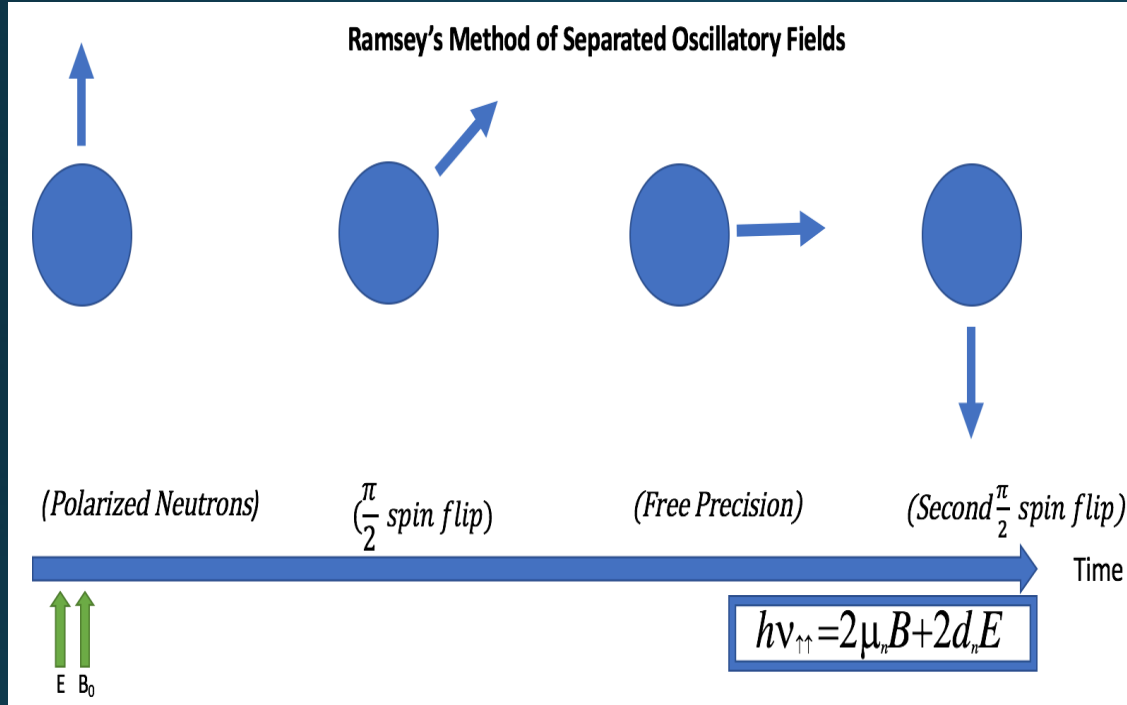 Ramsey's Method of Separated Oscillatory Fields
(Polarized Neutrons)
(π/2 spin flip)
(Free Precision)
(Second π/2 spin flip)
Time
hν↑↑=2μₙB+2dₙE
E B₀